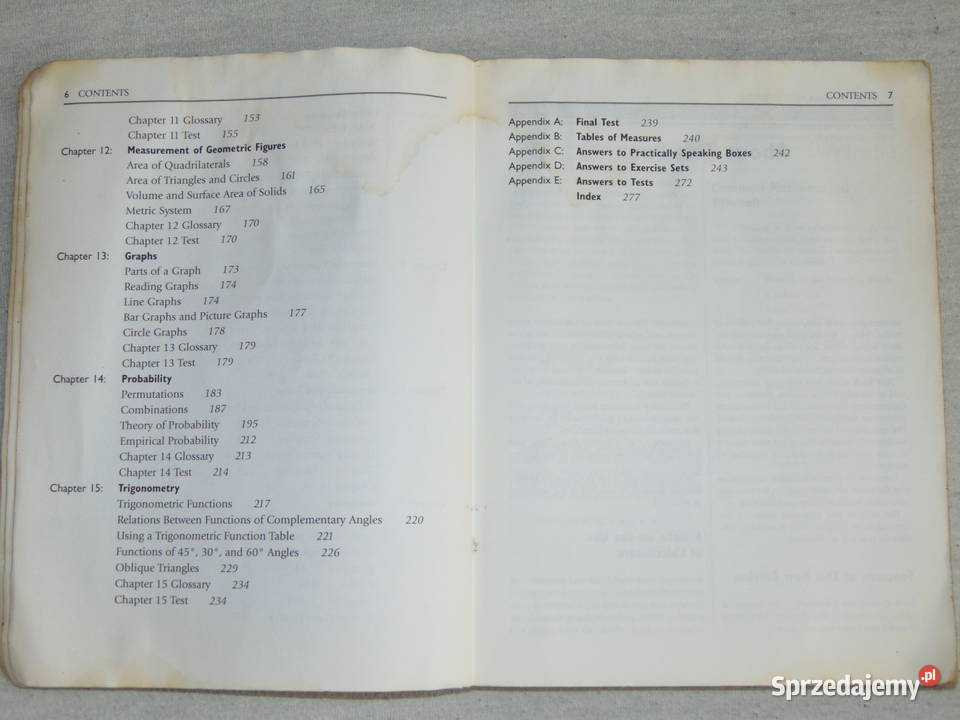 6 CONTENTS
Chapter 11 Glossary 153
Chapter 11 Test 155
Chapter 12: Measurement of Geometric Figures
Area of Quadrilaterals 158
Area of Triangles and Circles 161
Volume and Surface Area of Solids 165
Metric System 167
Chapter 12 Glossary 170
Chapter 12 Test 170
Chapter 13: Graphs
Parts of a Graph 173
Reading Graphs 174
Line Graphs 174
Bar Graphs and Picture Graphs 177
Circle Graphs 178
Chapter 13 Glossary 179
Chapter 13 Test 179
Chapter 14: Probability
Permutations 183
Combinations 187
Theory of Probability 195
Empirical Probability 212
Chapter 14 Glossary 213
Chapter 14 Test 214
Chapter 15: Trigonometry
Trigonometric Functions 217
Relations Between Functions of Complementary Angles 220
Using a Trigonometric Function Table 221
Functions of 45°, 30°, and 60° Angles 226
Oblique Triangles 229
Chapter 15 Glossary 234
Chapter 15 Test 234
CONTENTS 7
Appendix A: Final Test 239
Appendix B: Tables of Measures 240
Appendix C: Answers to Practically Speaking Boxes 242
Appendix D: Answers to Exercise Sets 243
Appendix E: Answers to Tests 272
Index 277
Sprzedajemy.pl